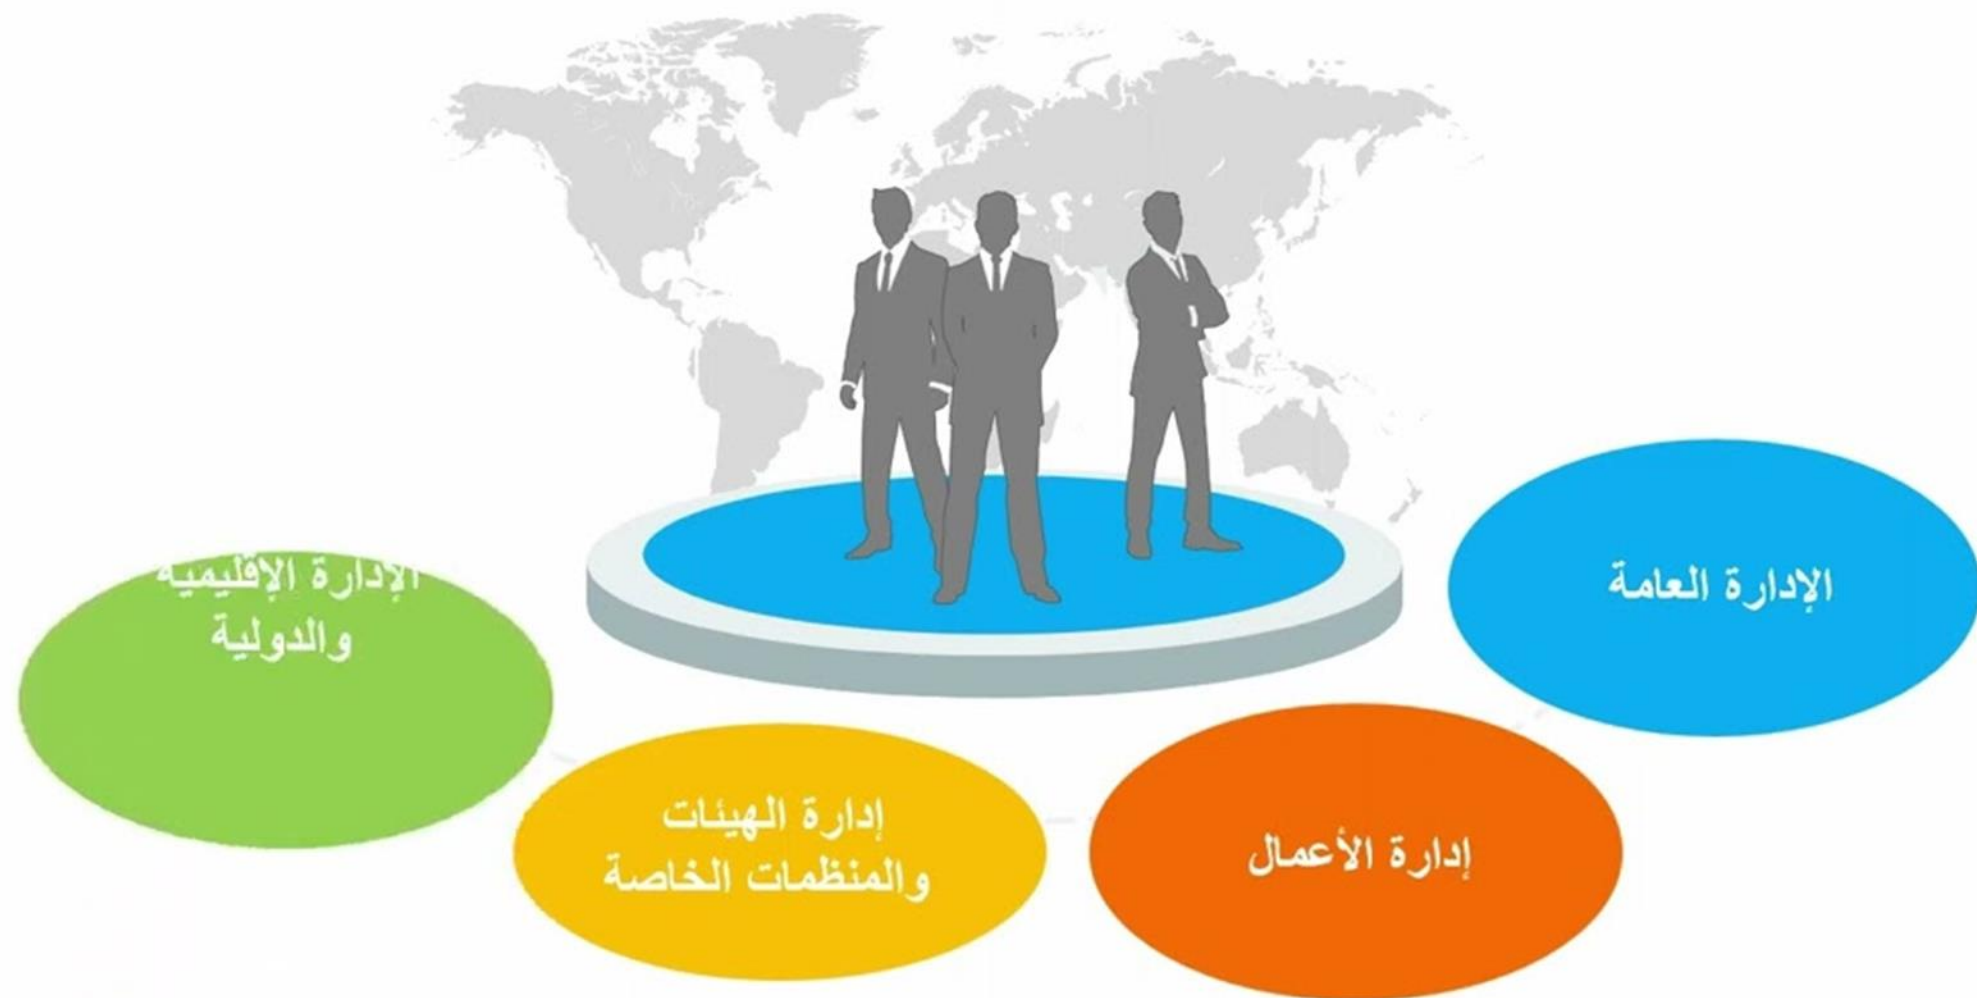 الإدارة العامة
إدارة الأعمال
إدارة الهيئات
والمنظمات الخاصة
الإدارة الإقليمية
والدولية